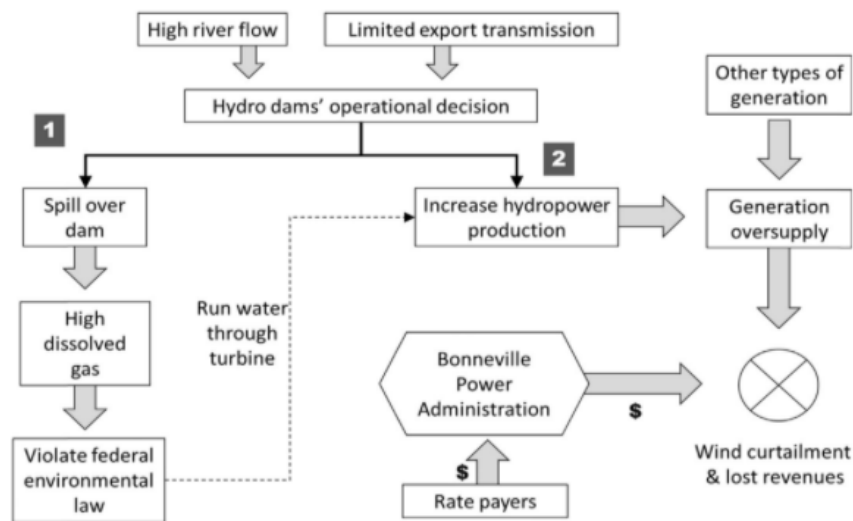 High river flow
Limited export transmission
Hydro dams' operational decision
Other types of
generation
1
2
Spill over
dam
Increase hydropower
production
Generation
oversupply
High
dissolved
gas
Run water
through
turbine
Bonneville
Power
Administration
$
Violate federal
environmental
law
$
Rate payers
Wind curtailment
& lost revenues